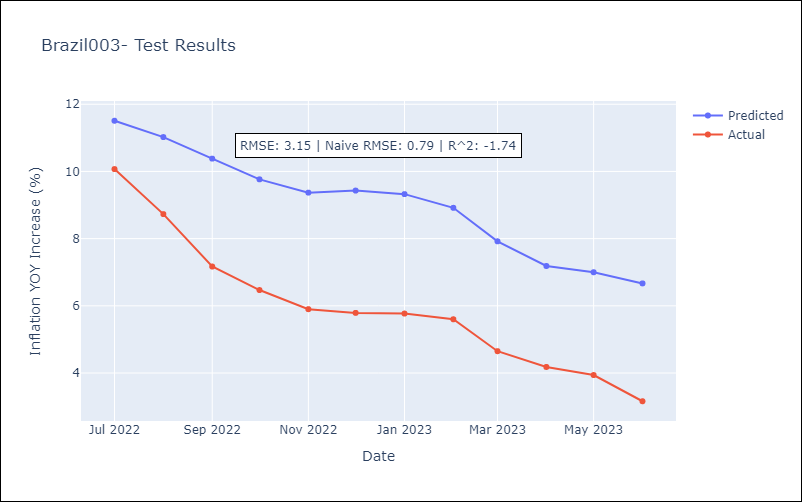 Brazil003- Test Results
12
10
8
6
4
Inflation YOY Increase (%)
RMSE: 3.15 | Naive RMSE: 0.79 | R^2: -1.74
Predicted
Actual
Jul 2022
Sep 2022
Nov 2022
Jan 2023
Mar 2023
May 2023
Date